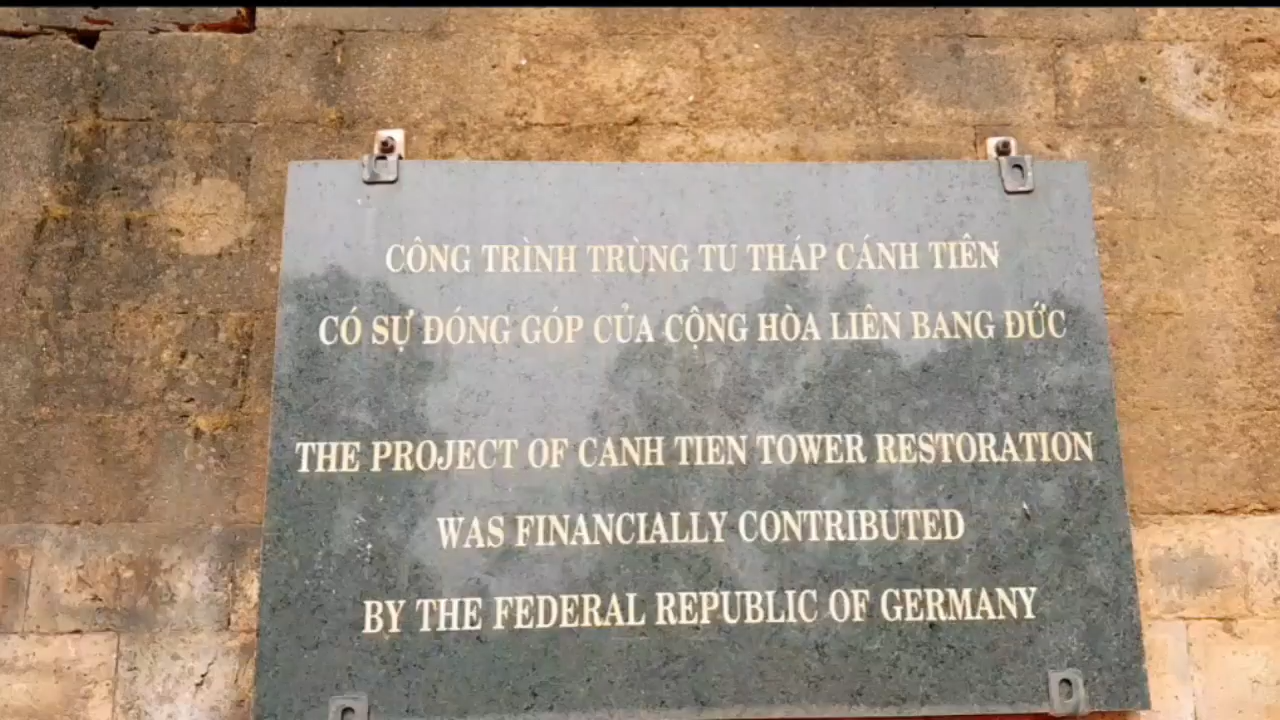 CÔNG TRÌNH TRÙNG TU THÁP CÁNH TIÊN
CÓ SỰ ĐÓNG GÓP CỦA CỘNG HÒA LIÊN BANG ĐỨC
THE PROJECT OF CANH TIEN TOWER RESTORATION
WAS FINANCIALLY CONTRIBUTED
BY THE FEDERAL REPUBLIC OF GERMANY